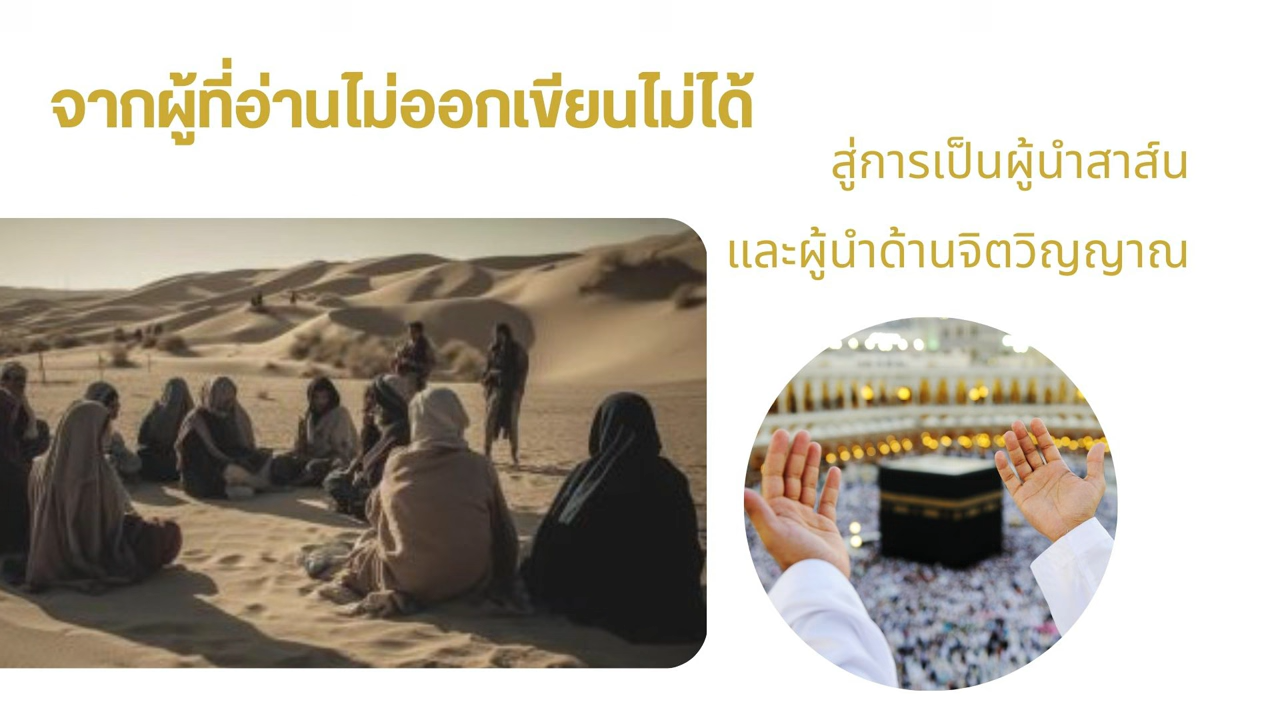 จากผู้ที่อ่านไม่ออกเขียนไม่ได้
สู่การเป็นผู้นำสาส์น
และผู้นำด้านจิตวิญญาณ